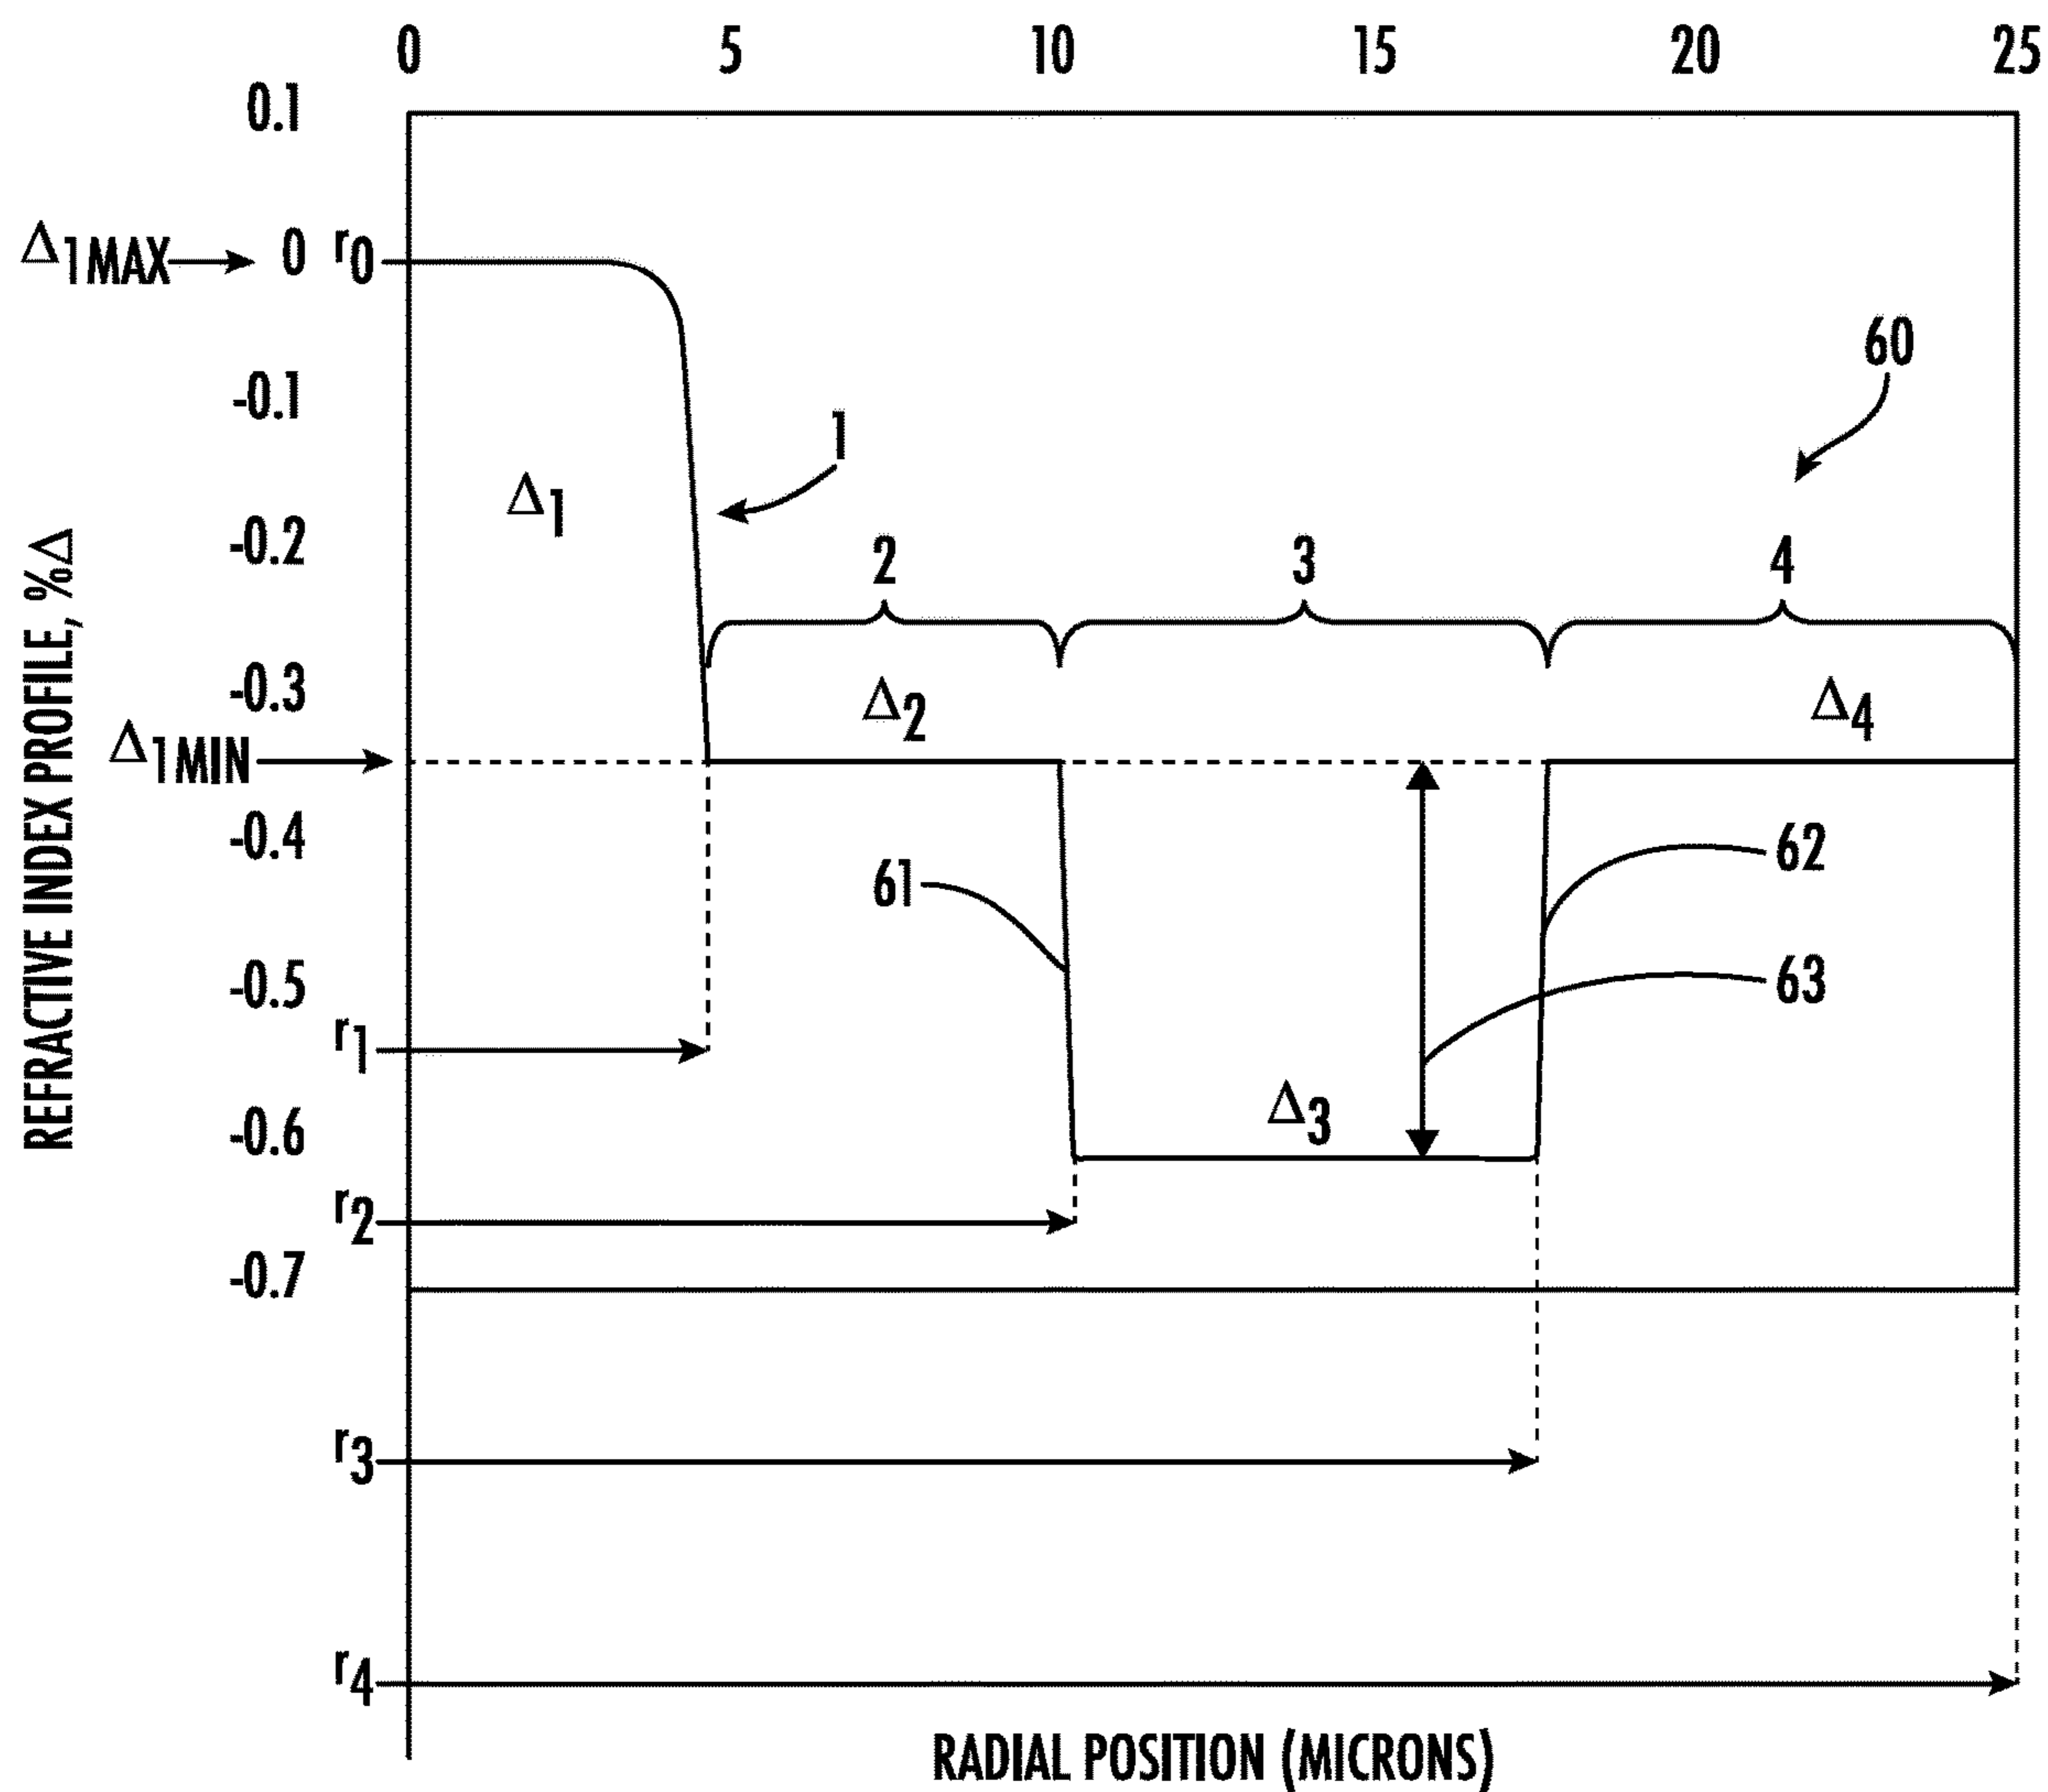 0 5 10 15 20 25
0.1
Δ1MAX 0 r0
60
-0.1
1
Δ1
-0.2
2 3 4
-0.3
Δ2 Δ4
Δ1MIN
-0.4
62
61
63
-0.5
r1
Δ3
-0.6
r2
-0.7
r3
r4
REFRACTIVE INDEX PROFILE, %Δ
RADIAL POSITION (MICRONS)